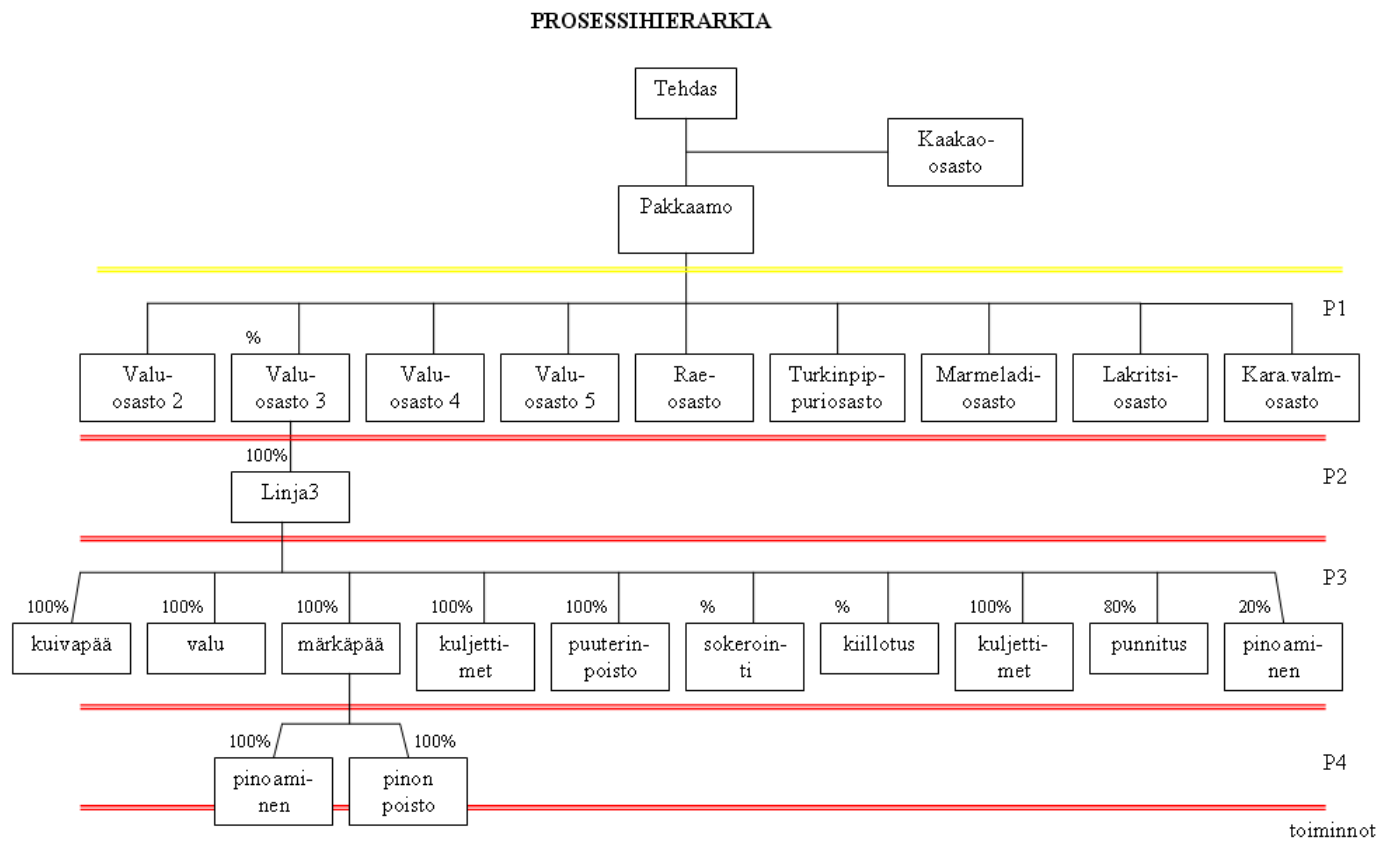 PROSESSIHIERARKIA
Tehdas
Kaakao-
osasto
Pakkaamo
P1
%
Valu-
osasto 2
Valu-
osasto 3
Valu-
osasto 4
Valu-
osasto 5
Rae-
osasto
Turkinpip-
puriosasto
Marmeladi-
osasto
Lakritsi-
osasto
Kara.valm-
osasto
100%
P2
Linja3
P3
100%
100%
100%
100%
100%
%
%
100%
80%
20%
kuivapää
valu
märkäpää
kuljetti-
met
puuterin-
poisto
sokeroin-
ti
kiillotus
kuljetti-
met
punnitus
pinoami-
nen
100%
100%
P4
pinoami-
nen
pinon
poisto
toiminnot